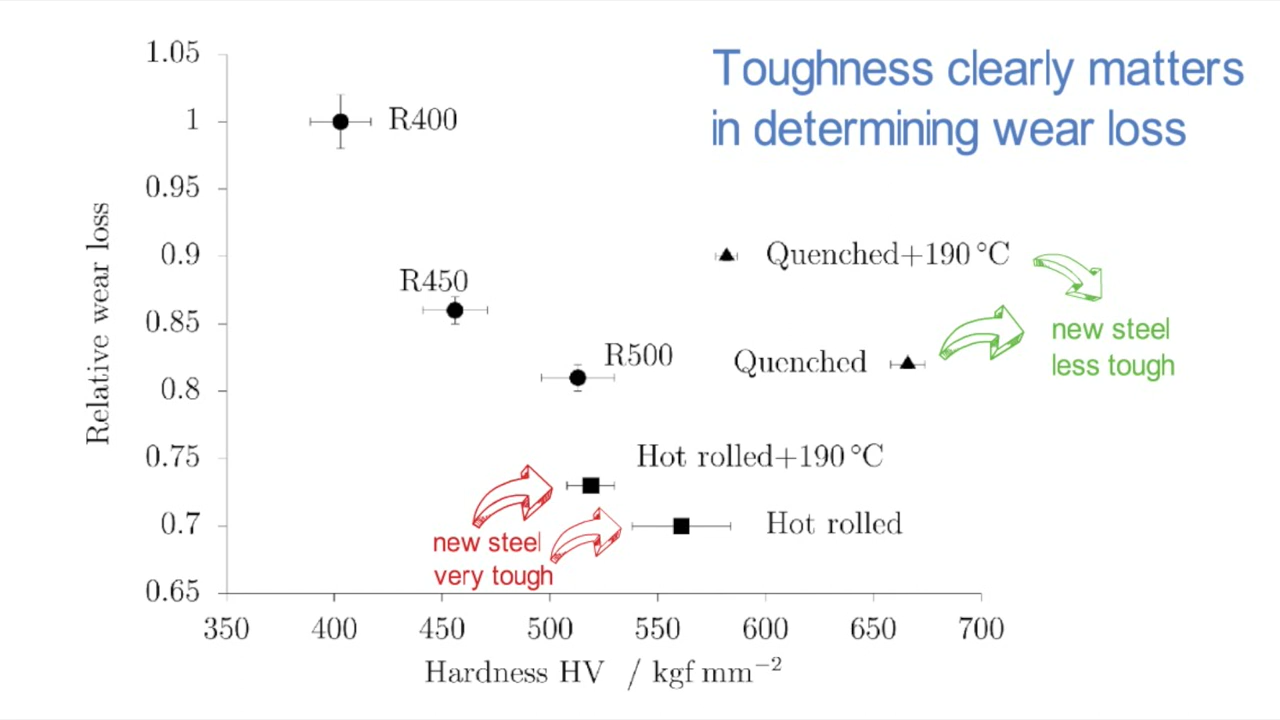 Toughness clearly matters
in determining wear loss
1.05
1
0.95
0.9
0.85
0.8
0.75
0.7
0.65
Relative wear loss
R400
R450
R500
Quenched+190 °C
Quenched
new steel
less tough
Hot rolled+190 °C
Hot rolled
new steel
very tough
350 400 450 500 550 600 650 700
Hardness HV / kgf mm⁻²